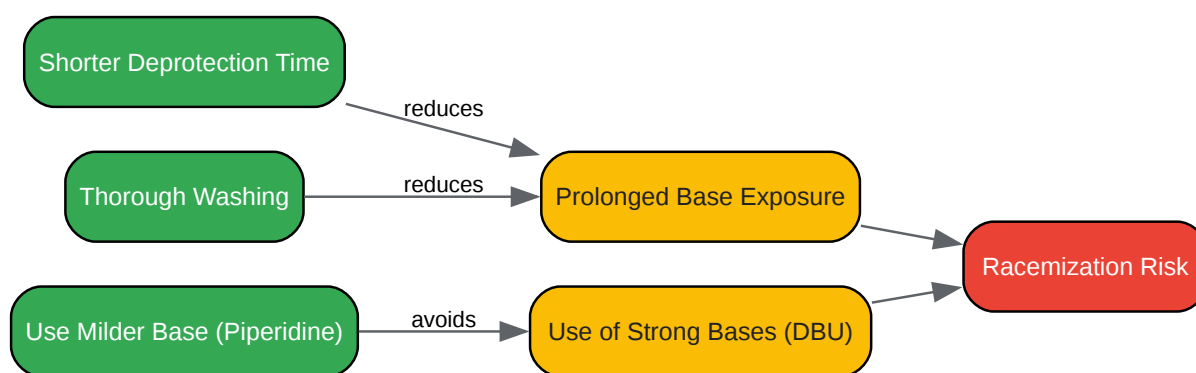 Shorter Deprotection Time
reduces
Thorough Washing
reduces
Prolonged Base Exposure
Racemization Risk
Use Milder Base (Piperidine)
avoids
Use of Strong Bases (DBU)